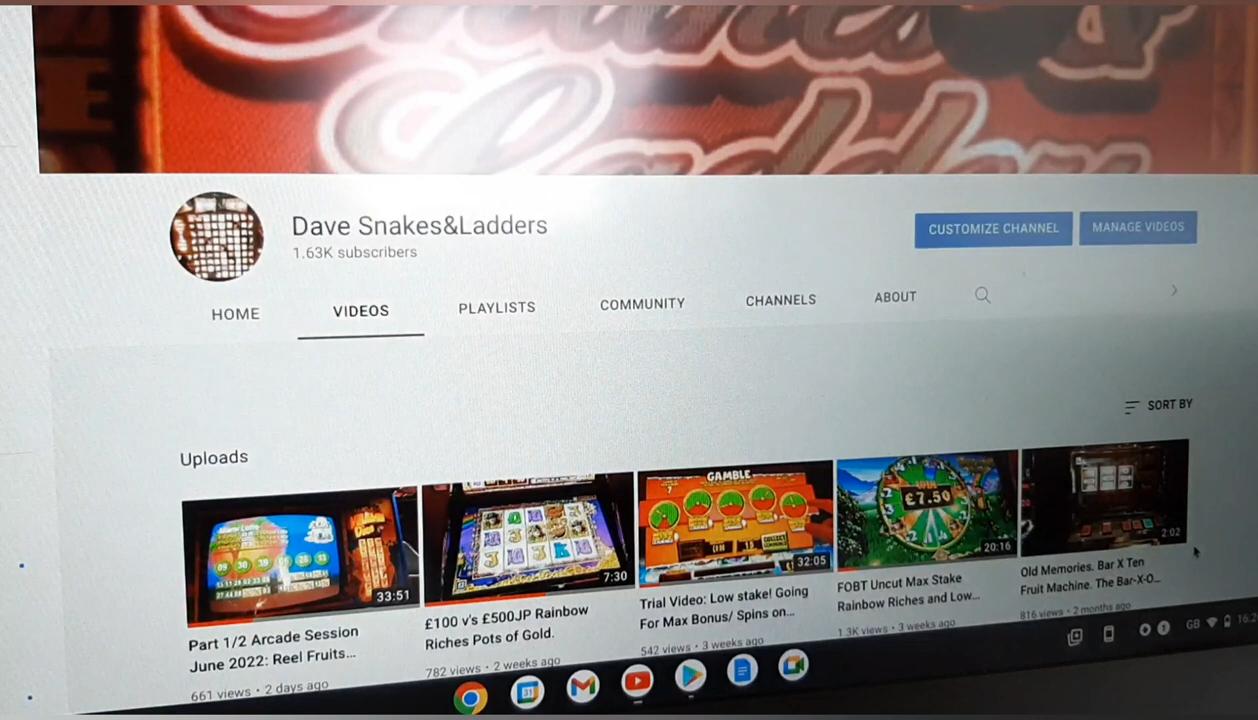 Snakes &
Ladders
Dave Snakes&Ladders
1.63K subscribers
CUSTOMIZE CHANNEL
MANAGE VIDEOS
HOME
VIDEOS
PLAYLISTS
COMMUNITY
CHANNELS
ABOUT
SORT BY
Uploads
33:51
7:30
GAMBLE
32:05
£7.50
20:16
2:02
Part 1/2 Arcade Session
June 2022: Reel Fruits...
661 views • 2 days ago
£100 v's £500JP Rainbow
Riches Pots of Gold.
782 views • 2 weeks ago
Trial Video: Low stake! Going
For Max Bonus/ Spins on...
542 views • 3 weeks ago
FOBT Uncut Max Stake
Rainbow Riches and Low...
1.3K views • 3 weeks ago
Old Memories. Bar X Ten
Fruit Machine. The Bar-X-O...
816 views • 2 months ago
31
GB